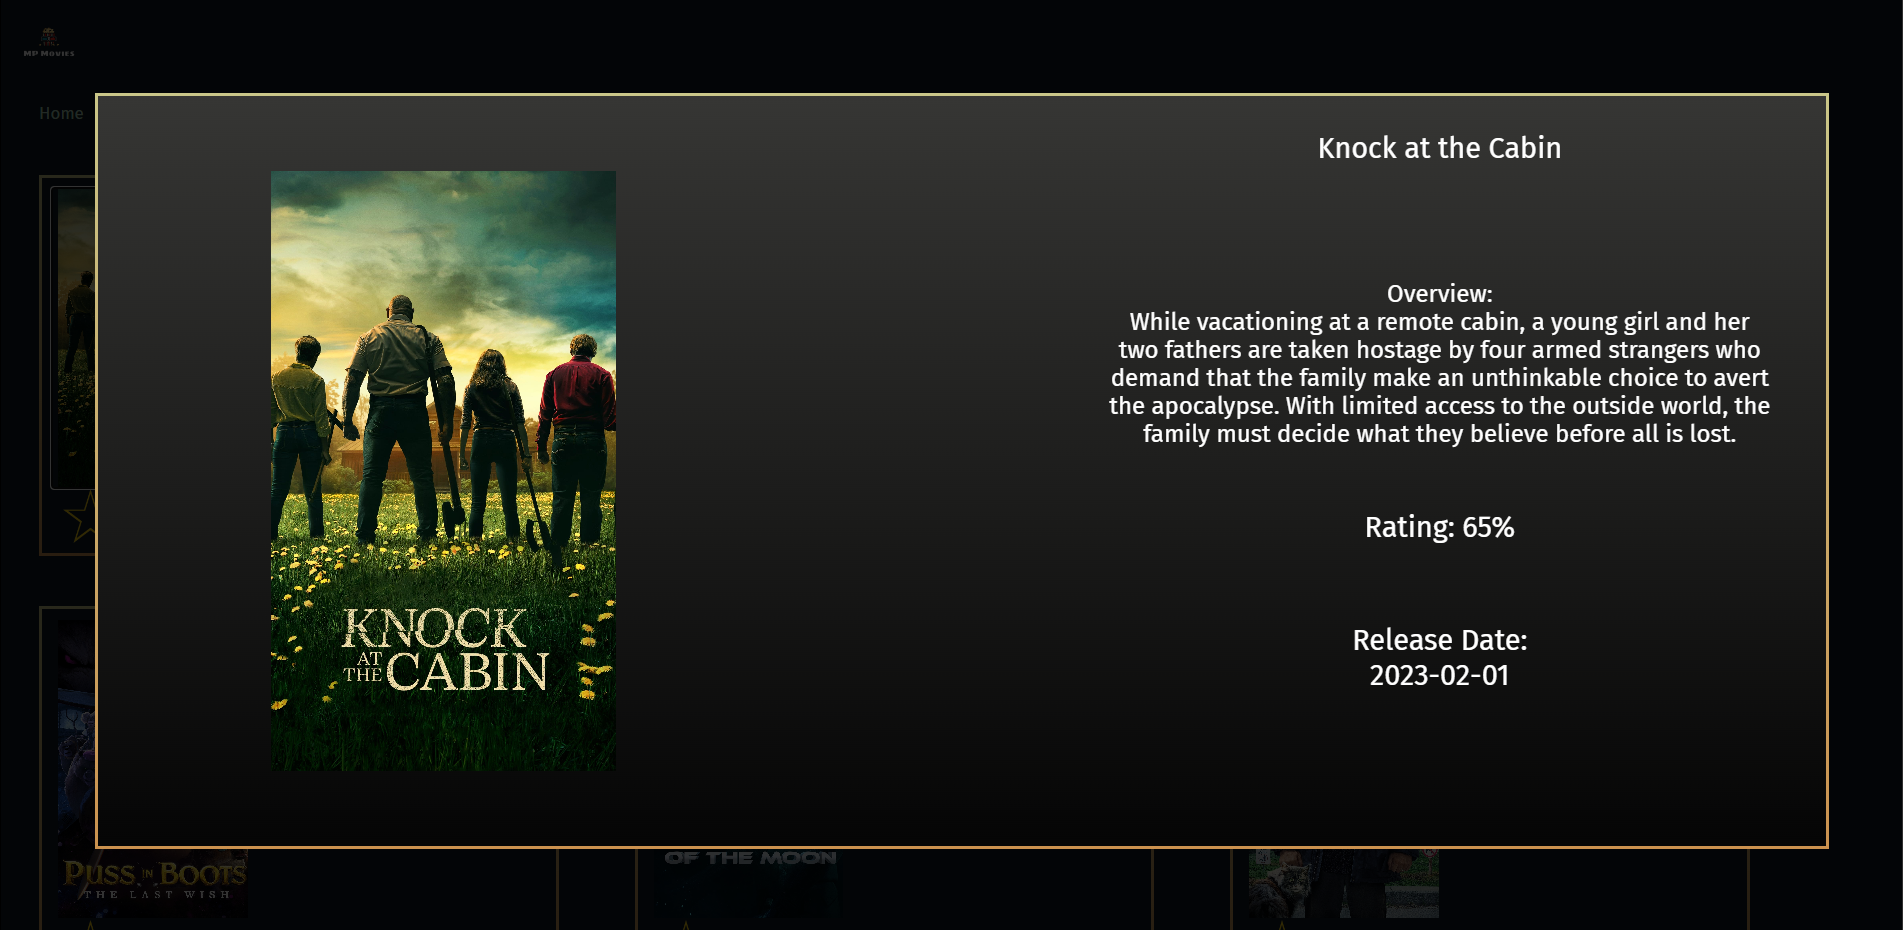 MP MOVIES
Home
Knock at the Cabin
Overview:
While vacationing at a remote cabin, a young girl and her
two fathers are taken hostage by four armed strangers who
demand that the family make an unthinkable choice to avert
the apocalypse. With limited access to the outside world, the
family must decide what they believe before all is lost.
Rating: 65%
Release Date:
2023-02-01
KNOCK
AT THE CABIN
PUSS IN BOOTS
THE LAST WISH
OF THE MOON